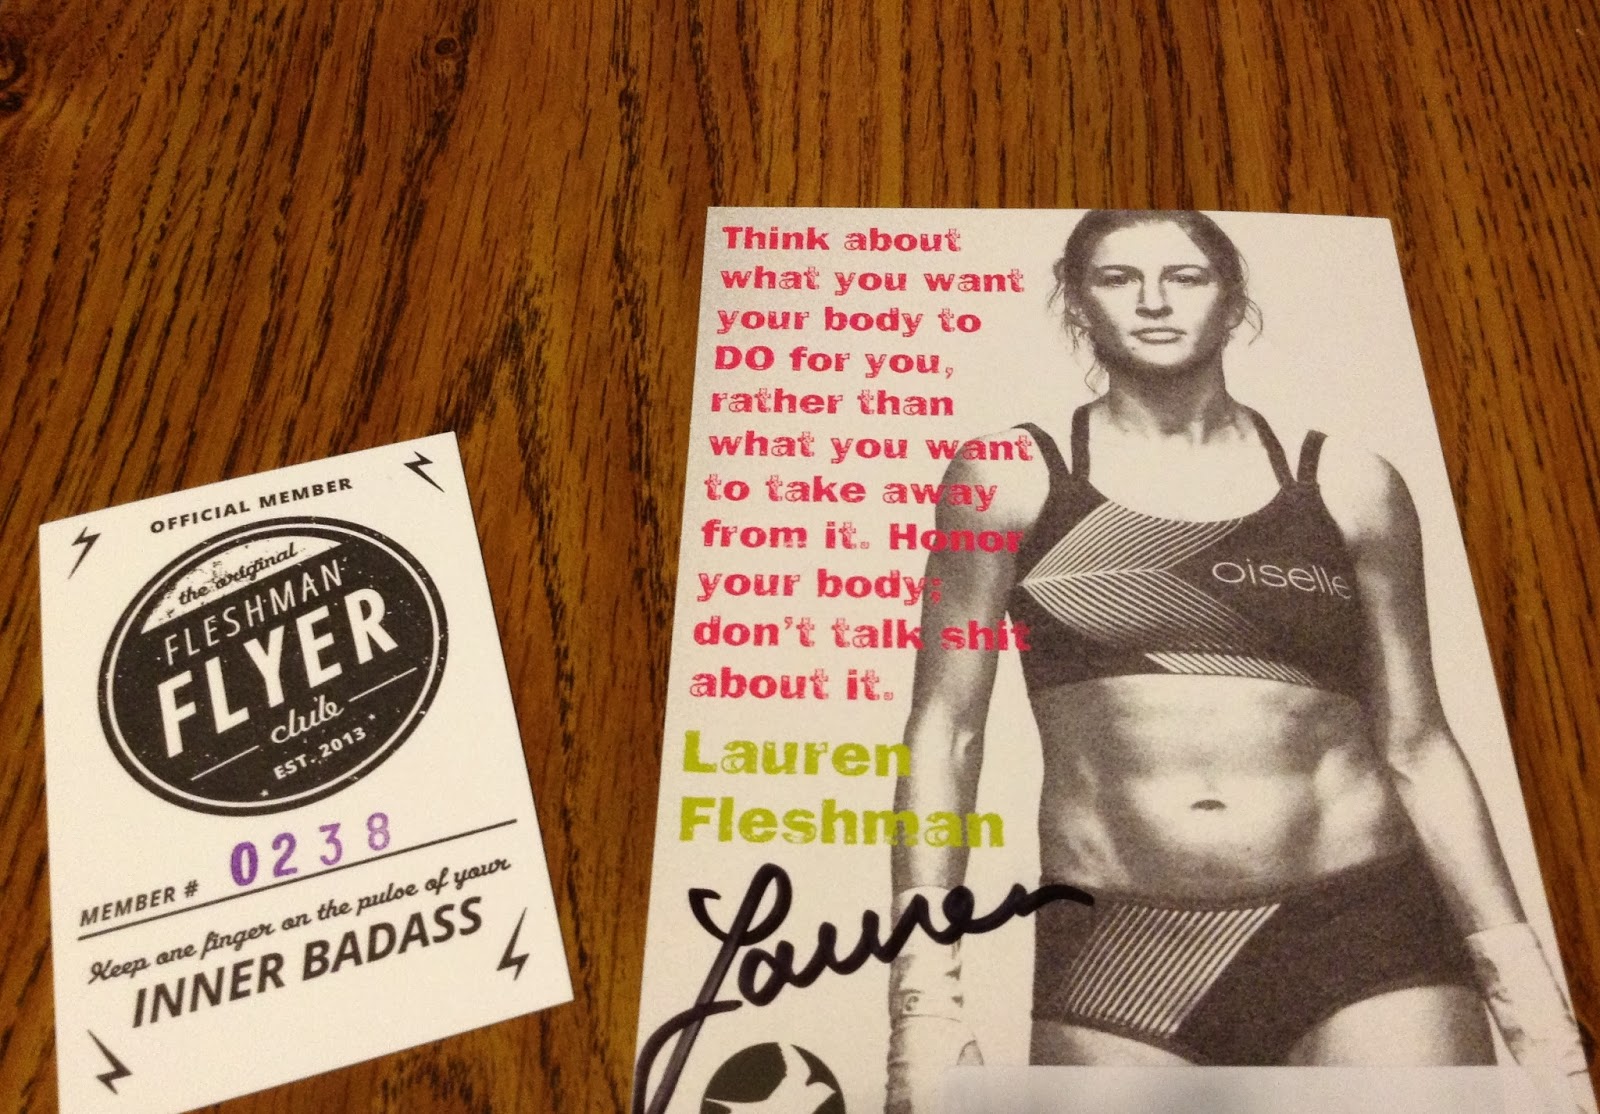 OFFICIAL MEMBER
the original
FLESHMAN
FLYER
club
EST. 2013
MEMBER # 0238
Keep one finger on the pulse of your
INNER BADASS
Think about
what you want
your body to
DO for you,
rather than
what you want
to take away
from it. Honor
your body;
don't talk shit
about it.
Lauren
Fleshman
Lauren
oiselle